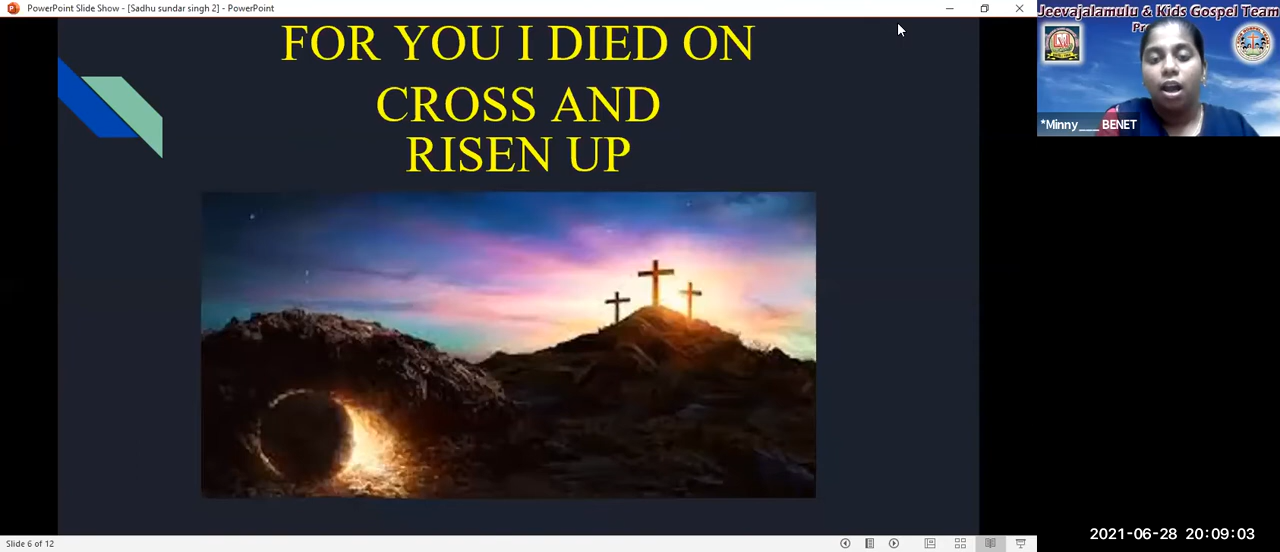 PowerPoint Slide Show - [Sadhu sundar singh 2] - PowerPoint
FOR YOU I DIED ON
CROSS AND
RISEN UP
Jeevajalamulu & Kids Gospel Team
*Minny___ BENET
Slide 6 of 12
2021-06-28 20:09:03